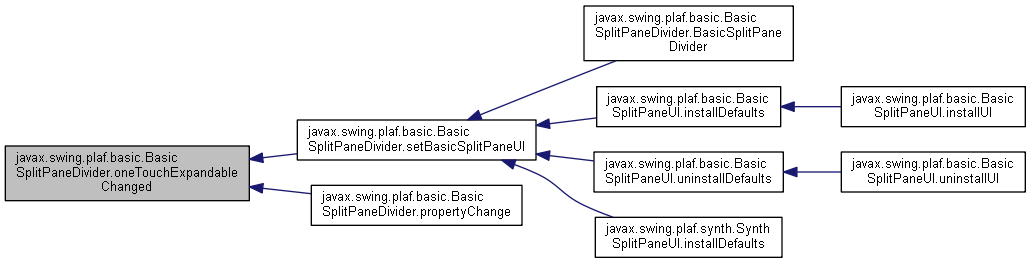 javax.swing.plaf.basic.Basic
SplitPaneDivider.oneTouchExpandable
Changed
javax.swing.plaf.basic.Basic
SplitPaneDivider.setBasicSplitPaneUI
javax.swing.plaf.basic.Basic
SplitPaneDivider.propertyChange
javax.swing.plaf.basic.Basic
SplitPaneDivider.BasicSplitPane
Divider
javax.swing.plaf.basic.Basic
SplitPaneUI.installDefaults
javax.swing.plaf.basic.Basic
SplitPaneUI.uninstallDefaults
javax.swing.plaf.synth.Synth
SplitPaneUI.installDefaults
javax.swing.plaf.basic.Basic
SplitPaneUI.installUI
javax.swing.plaf.basic.Basic
SplitPaneUI.uninstallUI